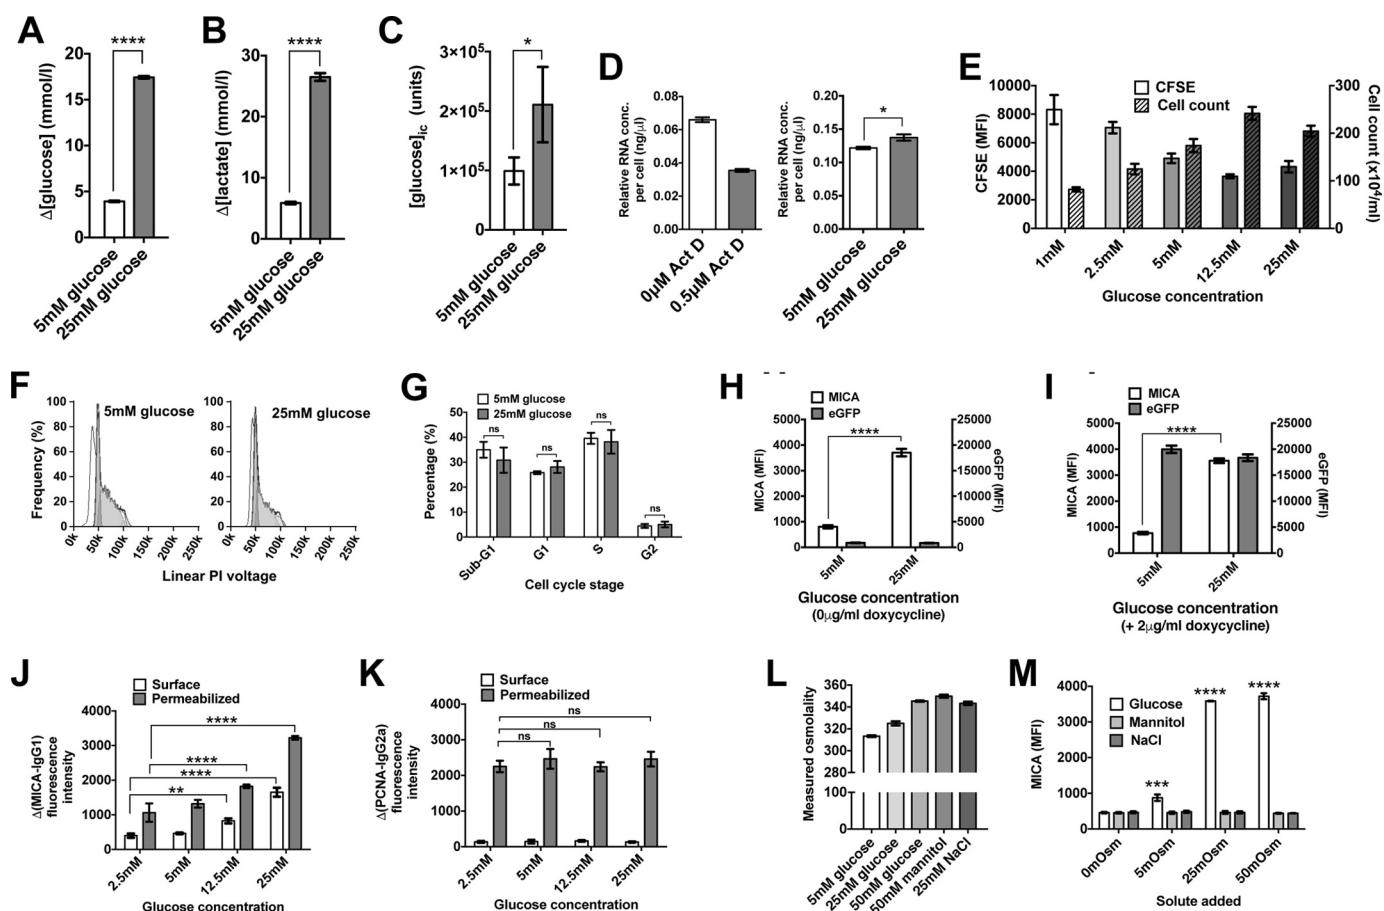 A
****
Δ[glucose] (mmol/l)
20
15
10
5
0
5mM glucose
25mM glucose
B
****
Δ[lactate] (mmol/l)
30
20
10
0
5mM glucose
25mM glucose
C
*
[glucose]ic (units)
3×10⁵
2×10⁵
1×10⁵
0
5mM glucose
25mM glucose
D
Relative RNA conc.
per cell (ng/μl)
0.08
0.06
0.04
0.02
0.00
0μM Act D
0.5μM Act D
*
Relative RNA conc.
per cell (ng/μl)
0.20
0.15
0.10
0.05
0.00
5mM glucose
25mM glucose
E
CFSE
Cell count
CFSE (MFI)
10000
8000
6000
4000
2000
0
300
200
100
0
Cell count (x10⁴/ml)
1mM
2.5mM
5mM
12.5mM
25mM
Glucose concentration
F
5mM glucose
25mM glucose
Frequency (%)
100
80
60
40
20
0
0k
50k
100k
150k
200k
250k
100
80
60
40
20
0
0k
50k
100k
150k
200k
250k
Linear PI voltage
G
5mM glucose
25mM glucose
Percentage (%)
50
40
30
20
10
0
ns
ns
ns
ns
Sub-G1
G1
S
G2
Cell cycle stage
H
MICA
eGFP
****
MICA (MFI)
5000
4000
3000
2000
1000
0
25000
20000
15000
10000
5000
0
eGFP (MFI)
5mM
25mM
Glucose concentration
(0μg/ml doxycycline)
I
MICA
eGFP
****
MICA (MFI)
5000
4000
3000
2000
1000
0
25000
20000
15000
10000
5000
0
eGFP (MFI)
5mM
25mM
Glucose concentration
(+ 2μg/ml doxycycline)
J
Surface
Permeabilized
Δ(MICA-IgG1)
fluorescence
intensity
4000
3000
2000
1000
0
****
****
****
**
2.5mM
5mM
12.5mM
25mM
Glucose concentration
K
Surface
Permeabilized
Δ(PCNA-IgG2a)
fluorescence
intensity
4000
3000
2000
1000
0
ns
ns
ns
2.5mM
5mM
12.5mM
25mM
Glucose concentration
L
Measured osmolality
360
340
320
300
280
100
0
5mM glucose
25mM glucose
50mM glucose
50mM mannitol
25mM NaCl
M
Glucose
Mannitol
NaCl
MICA (MFI)
4000
3000
2000
1000
0
***
****
****
0mOsm
5mOsm
25mOsm
50mOsm
Solute added